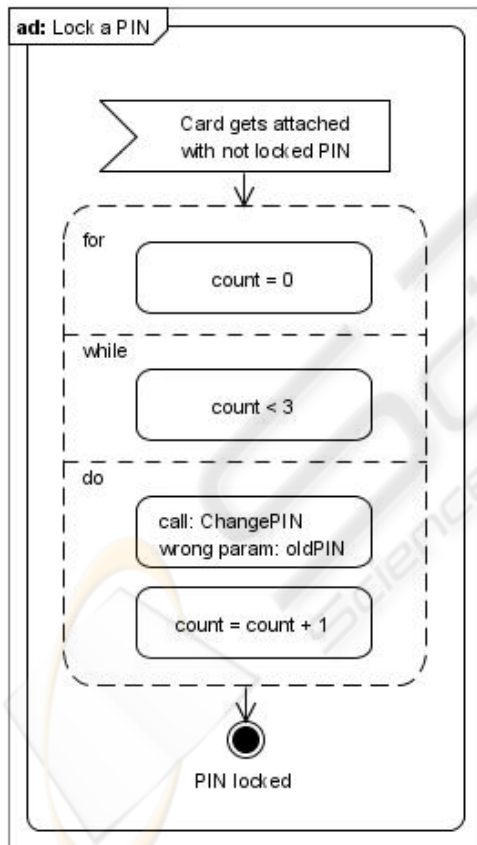 ad: Lock a PIN
Card gets attached
with not locked PIN
for
count = 0
while
count < 3
do
call: ChangePIN
wrong param: oldPIN
count = count + 1
PIN locked